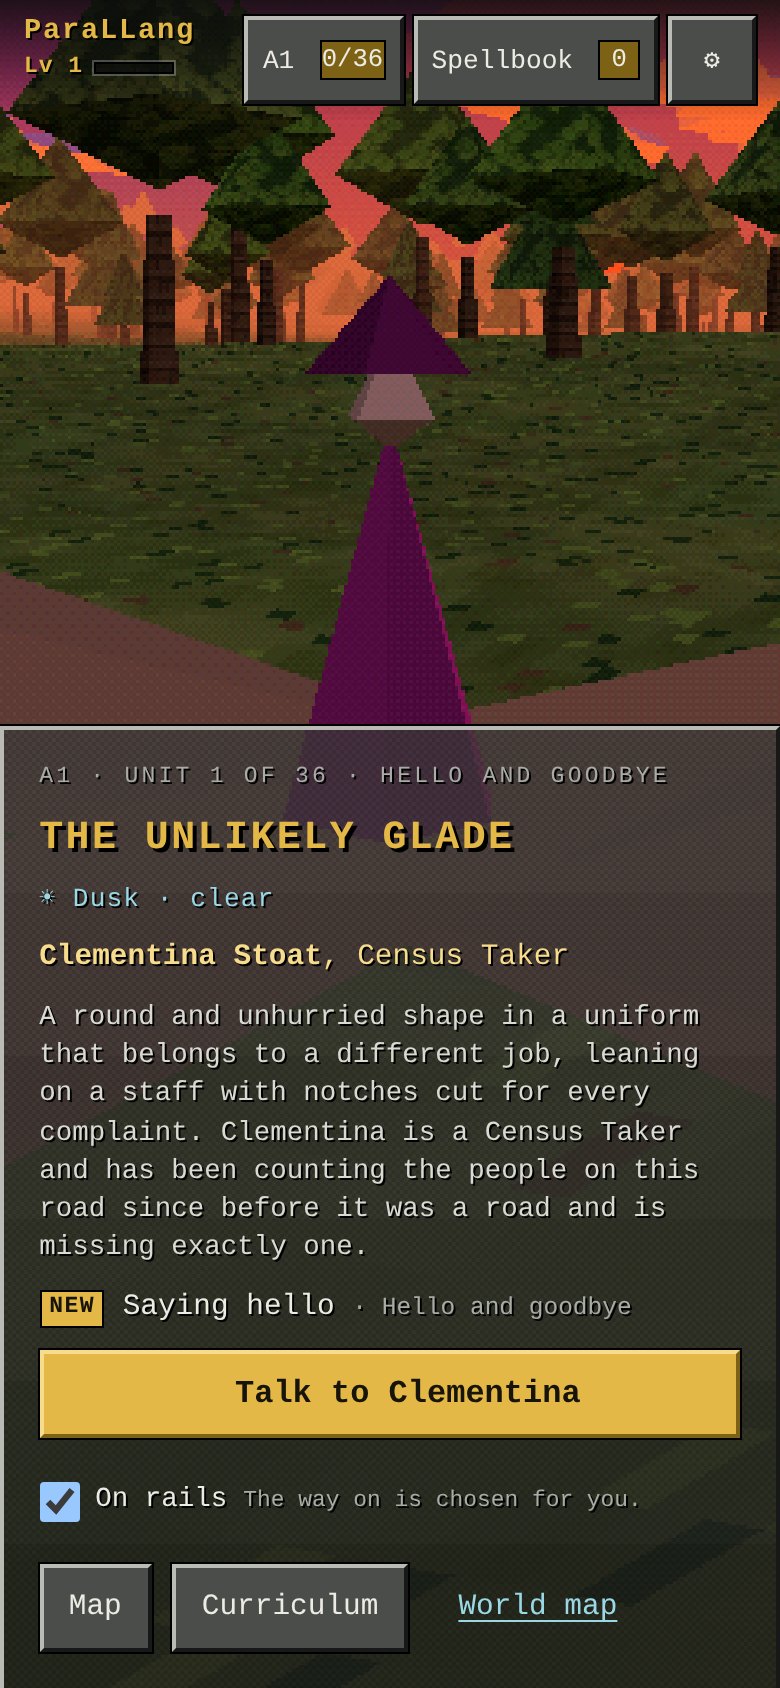 ParaLLang
Lv 1
A1 0/36
Spellbook 0
⚙
A1 · UNIT 1 OF 36 · HELLO AND GOODBYE
THE UNLIKELY GLADE
☀ Dusk · clear
Clementina Stoat, Census Taker
A round and unhurried shape in a uniform
that belongs to a different job, leaning
on a staff with notches cut for every
complaint. Clementina is a Census Taker
and has been counting the people on this
road since before it was a road and is
missing exactly one.
NEW Saying hello · Hello and goodbye
Talk to Clementina
On rails The way on is chosen for you.
Map Curriculum World map